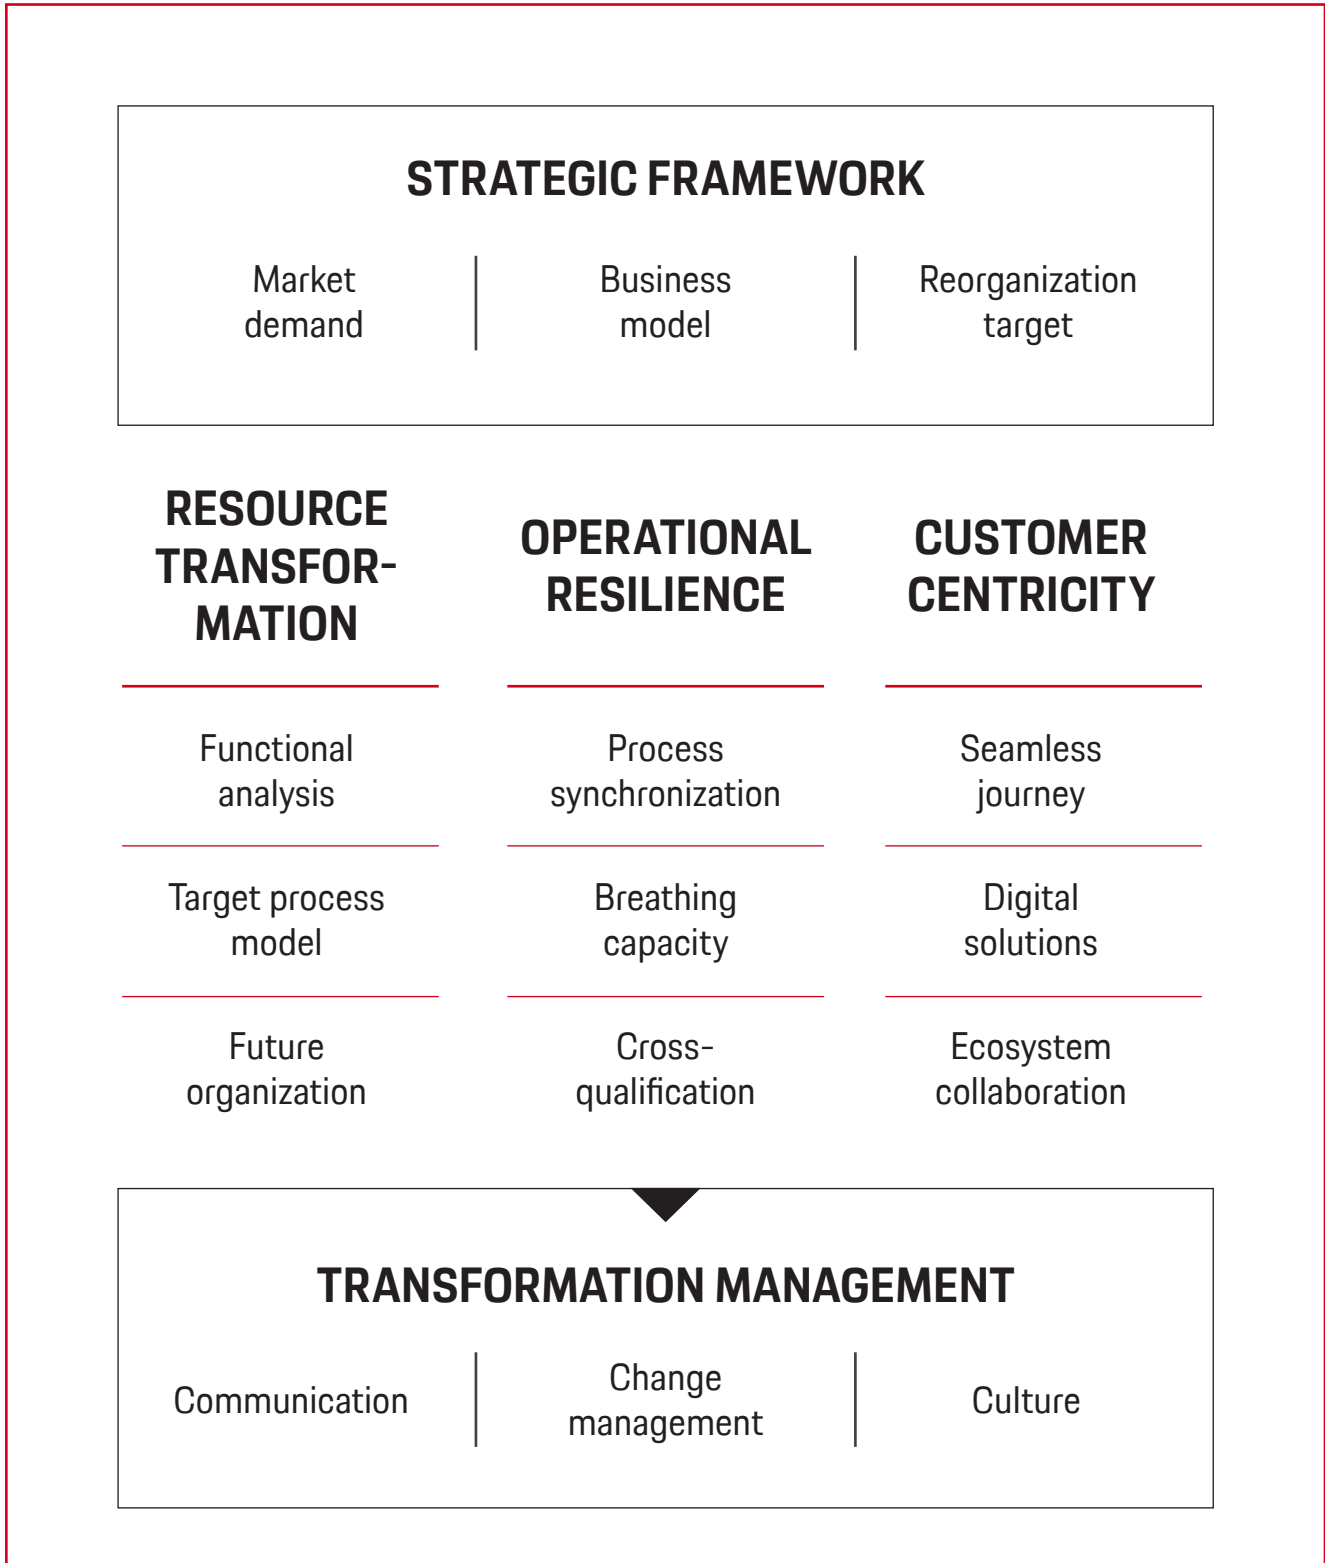 STRATEGIC FRAMEWORK
Market
demand
Business
model
Reorganization
target
RESOURCE
TRANSFOR-
MATION
OPERATIONAL
RESILIENCE
CUSTOMER
CENTRICITY
Functional
analysis
Process
synchronization
Seamless
journey
Target process
model
Breathing
capacity
Digital
solutions
Future
organization
Cross-
qualification
Ecosystem
collaboration
TRANSFORMATION MANAGEMENT
Communication
Change
management
Culture